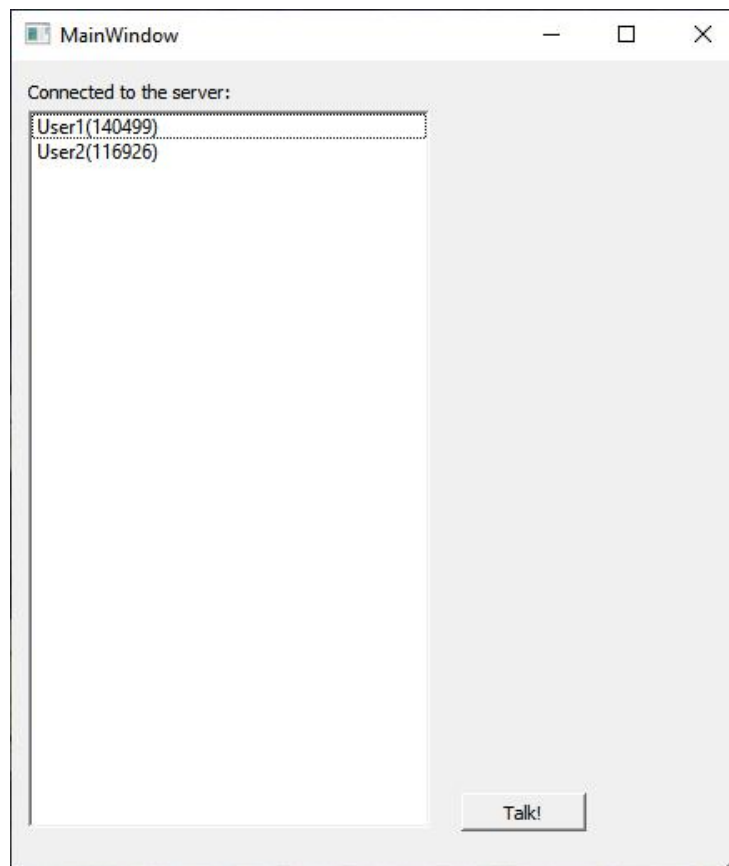 MainWindow
Connected to the server:
User1(140499)
User2(116926)
Talk!